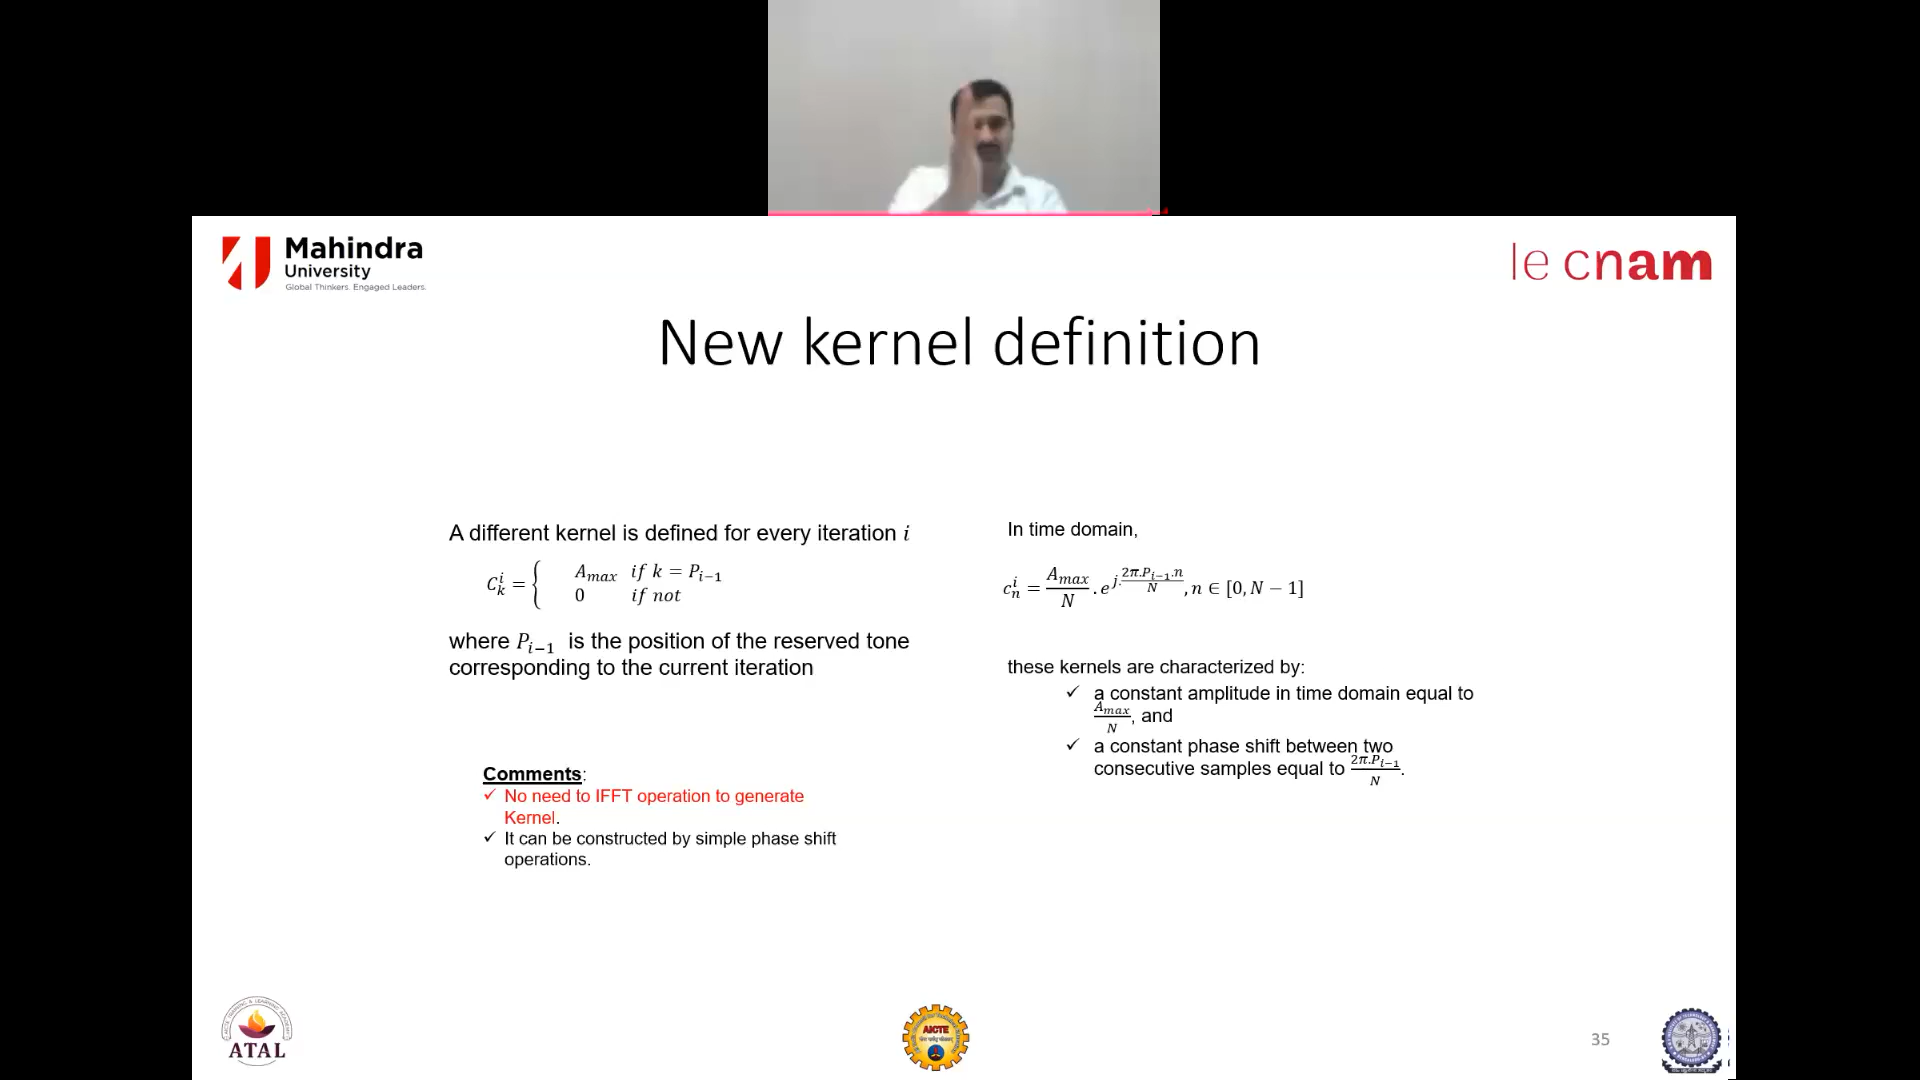 Mahindra
University
Global Thinkers. Engaged Leaders.
le cnam
New kernel definition
A different kernel is defined for every iteration i
C_k^i = { A_max if k = P_{i−1}
0 if not
where P_{i−1} is the position of the reserved tone
corresponding to the current iteration
Comments:
✓ No need to IFFT operation to generate
Kernel.
✓ It can be constructed by simple phase shift
operations.
In time domain,
c_n^i = A_max/N . e^{j.2π.P_{i−1}.n/N}, n ∈ [0, N − 1]
these kernels are characterized by:
✓ a constant amplitude in time domain equal to
A_max/N, and
✓ a constant phase shift between two
consecutive samples equal to 2π.P_{i−1}/N.
ATAL
AICTE
35